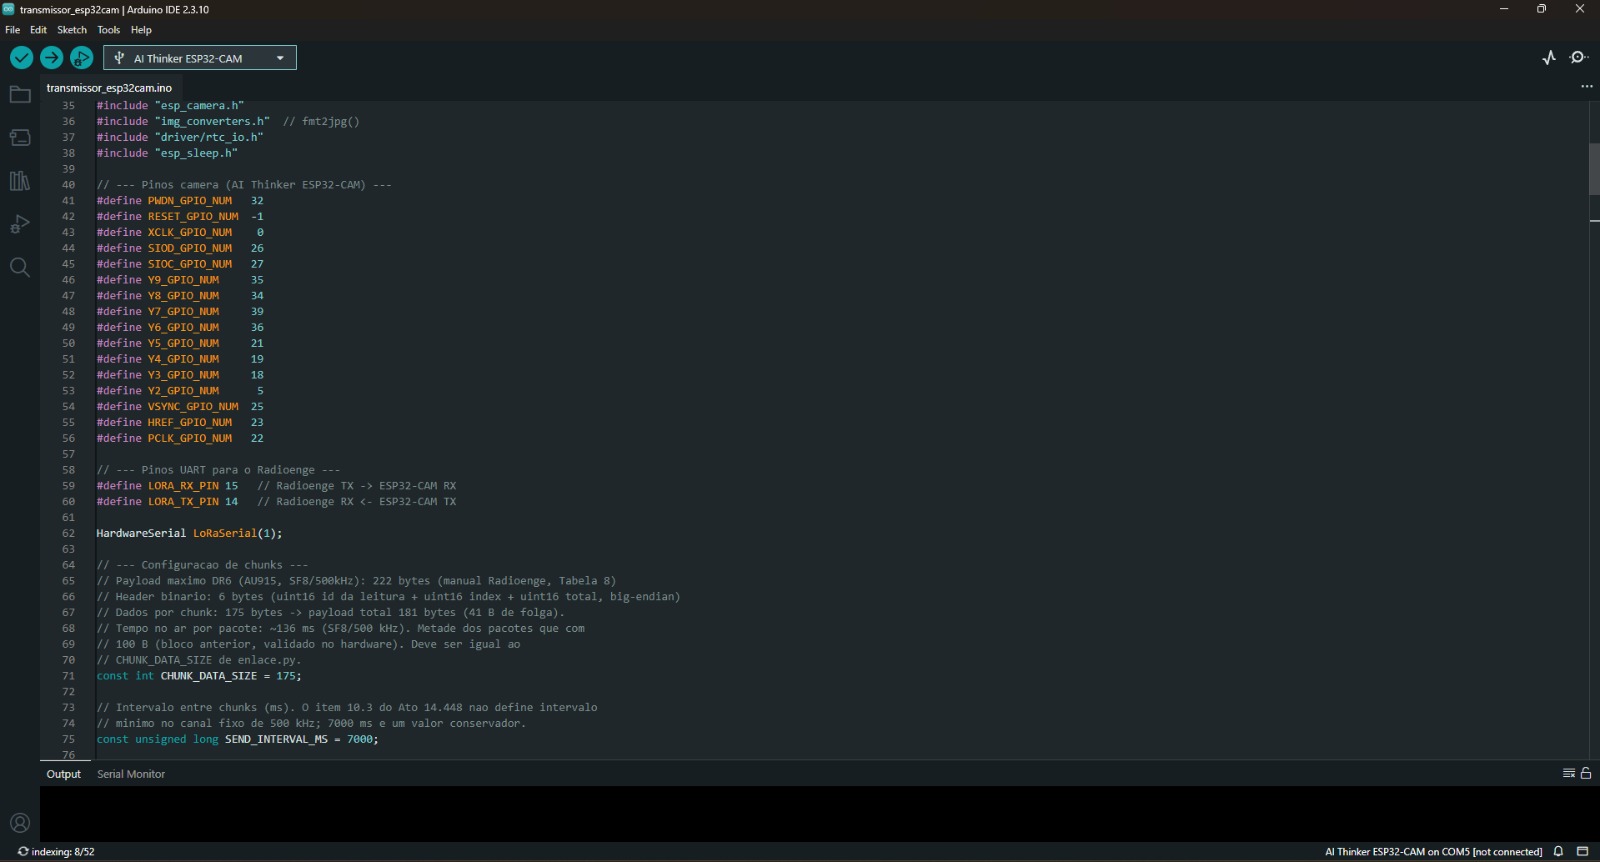 transmissor_esp32cam | Arduino IDE 2.3.10
File Edit Sketch Tools Help
AI Thinker ESP32-CAM
transmissor_esp32cam.ino
35 #include "esp_camera.h"
36 #include "img_converters.h"  // fmt2jpg()
37 #include "driver/rtc_io.h"
38 #include "esp_sleep.h"
39
40 // --- Pinos camera (AI Thinker ESP32-CAM) ---
41 #define PWDN_GPIO_NUM   32
42 #define RESET_GPIO_NUM  -1
43 #define XCLK_GPIO_NUM    0
44 #define SIOD_GPIO_NUM   26
45 #define SIOC_GPIO_NUM   27
46 #define Y9_GPIO_NUM     35
47 #define Y8_GPIO_NUM     34
48 #define Y7_GPIO_NUM     39
49 #define Y6_GPIO_NUM     36
50 #define Y5_GPIO_NUM     21
51 #define Y4_GPIO_NUM     19
52 #define Y3_GPIO_NUM     18
53 #define Y2_GPIO_NUM      5
54 #define VSYNC_GPIO_NUM  25
55 #define HREF_GPIO_NUM   23
56 #define PCLK_GPIO_NUM   22
57
58 // --- Pinos UART para o Radioenge ---
59 #define LORA_RX_PIN 15   // Radioenge TX -> ESP32-CAM RX
60 #define LORA_TX_PIN 14   // Radioenge RX <- ESP32-CAM TX
61
62 HardwareSerial LoRaSerial(1);
63
64 // --- Configuracao de chunks ---
65 // Payload maximo DR6 (AU915, SF8/500kHz): 222 bytes (manual Radioenge, Tabela 8)
66 // Header binario: 6 bytes (uint16 id da leitura + uint16 index + uint16 total, big-endian)
67 // Dados por chunk: 175 bytes -> payload total 181 bytes (41 B de folga).
68 // Tempo no ar por pacote: ~136 ms (SF8/500 kHz). Metade dos pacotes que com
69 // 100 B (bloco anterior, validado no hardware). Deve ser igual ao
70 // CHUNK_DATA_SIZE de enlace.py.
71 const int CHUNK_DATA_SIZE = 175;
72
73 // Intervalo entre chunks (ms). O item 10.3 do Ato 14.448 nao define intervalo
74 // minimo no canal fixo de 500 kHz; 7000 ms e um valor conservador.
75 const unsigned long SEND_INTERVAL_MS = 7000;
76
Output Serial Monitor
indexing: 8/52
AI Thinker ESP32-CAM on COM5 [not connected]